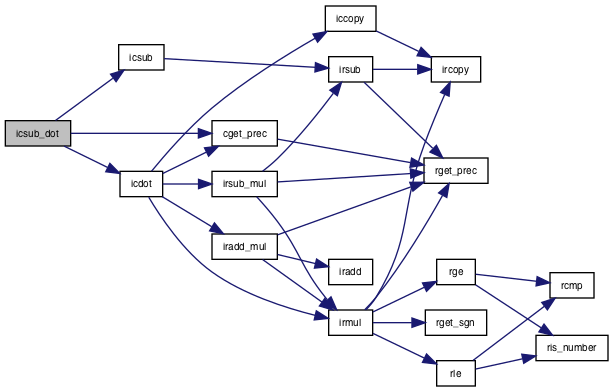 iccopy
icsub
irsub
ircopy
icsub_dot
cget_prec
rget_prec
icdot
irsub_mul
iradd_mul
iradd
rge
rcmp
irmul
rget_sgn
ris_number
rle